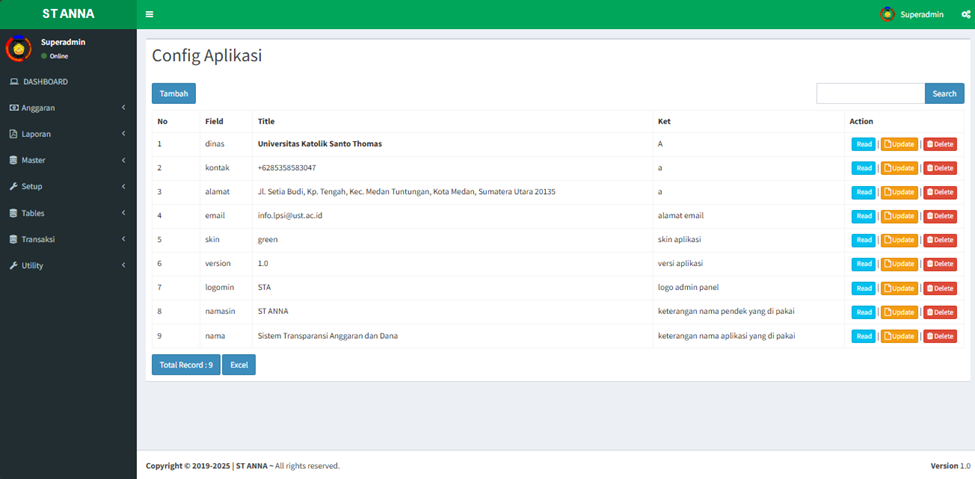 ST ANNA
Superadmin
Superadmin
Online
DASHBOARD
Anggaran
Laporan
Master
Setup
Tables
Transaksi
Utility
Config Aplikasi
Tambah
Search
No Field Title Ket Action
1 dinas Universitas Katolik Santo Thomas A Read | Update | Delete
2 kontak +6285358583047 a Read | Update | Delete
3 alamat Jl. Setia Budi, Kp. Tengah, Kec. Medan Tuntungan, Kota Medan, Sumatera Utara 20135 a Read | Update | Delete
4 email info.lpsi@ust.ac.id alamat email Read | Update | Delete
5 skin green skin aplikasi Read | Update | Delete
6 version 1.0 versi aplikasi Read | Update | Delete
7 logomin STA logo admin panel Read | Update | Delete
8 namasin ST ANNA keterangan nama pendek yang di pakai Read | Update | Delete
9 nama Sistem Transparansi Anggaran dan Dana keterangan nama aplikasi yang di pakai Read | Update | Delete
Total Record : 9 Excel
Copyright © 2019-2025 | ST ANNA ~ All rights reserved. Version 1.0